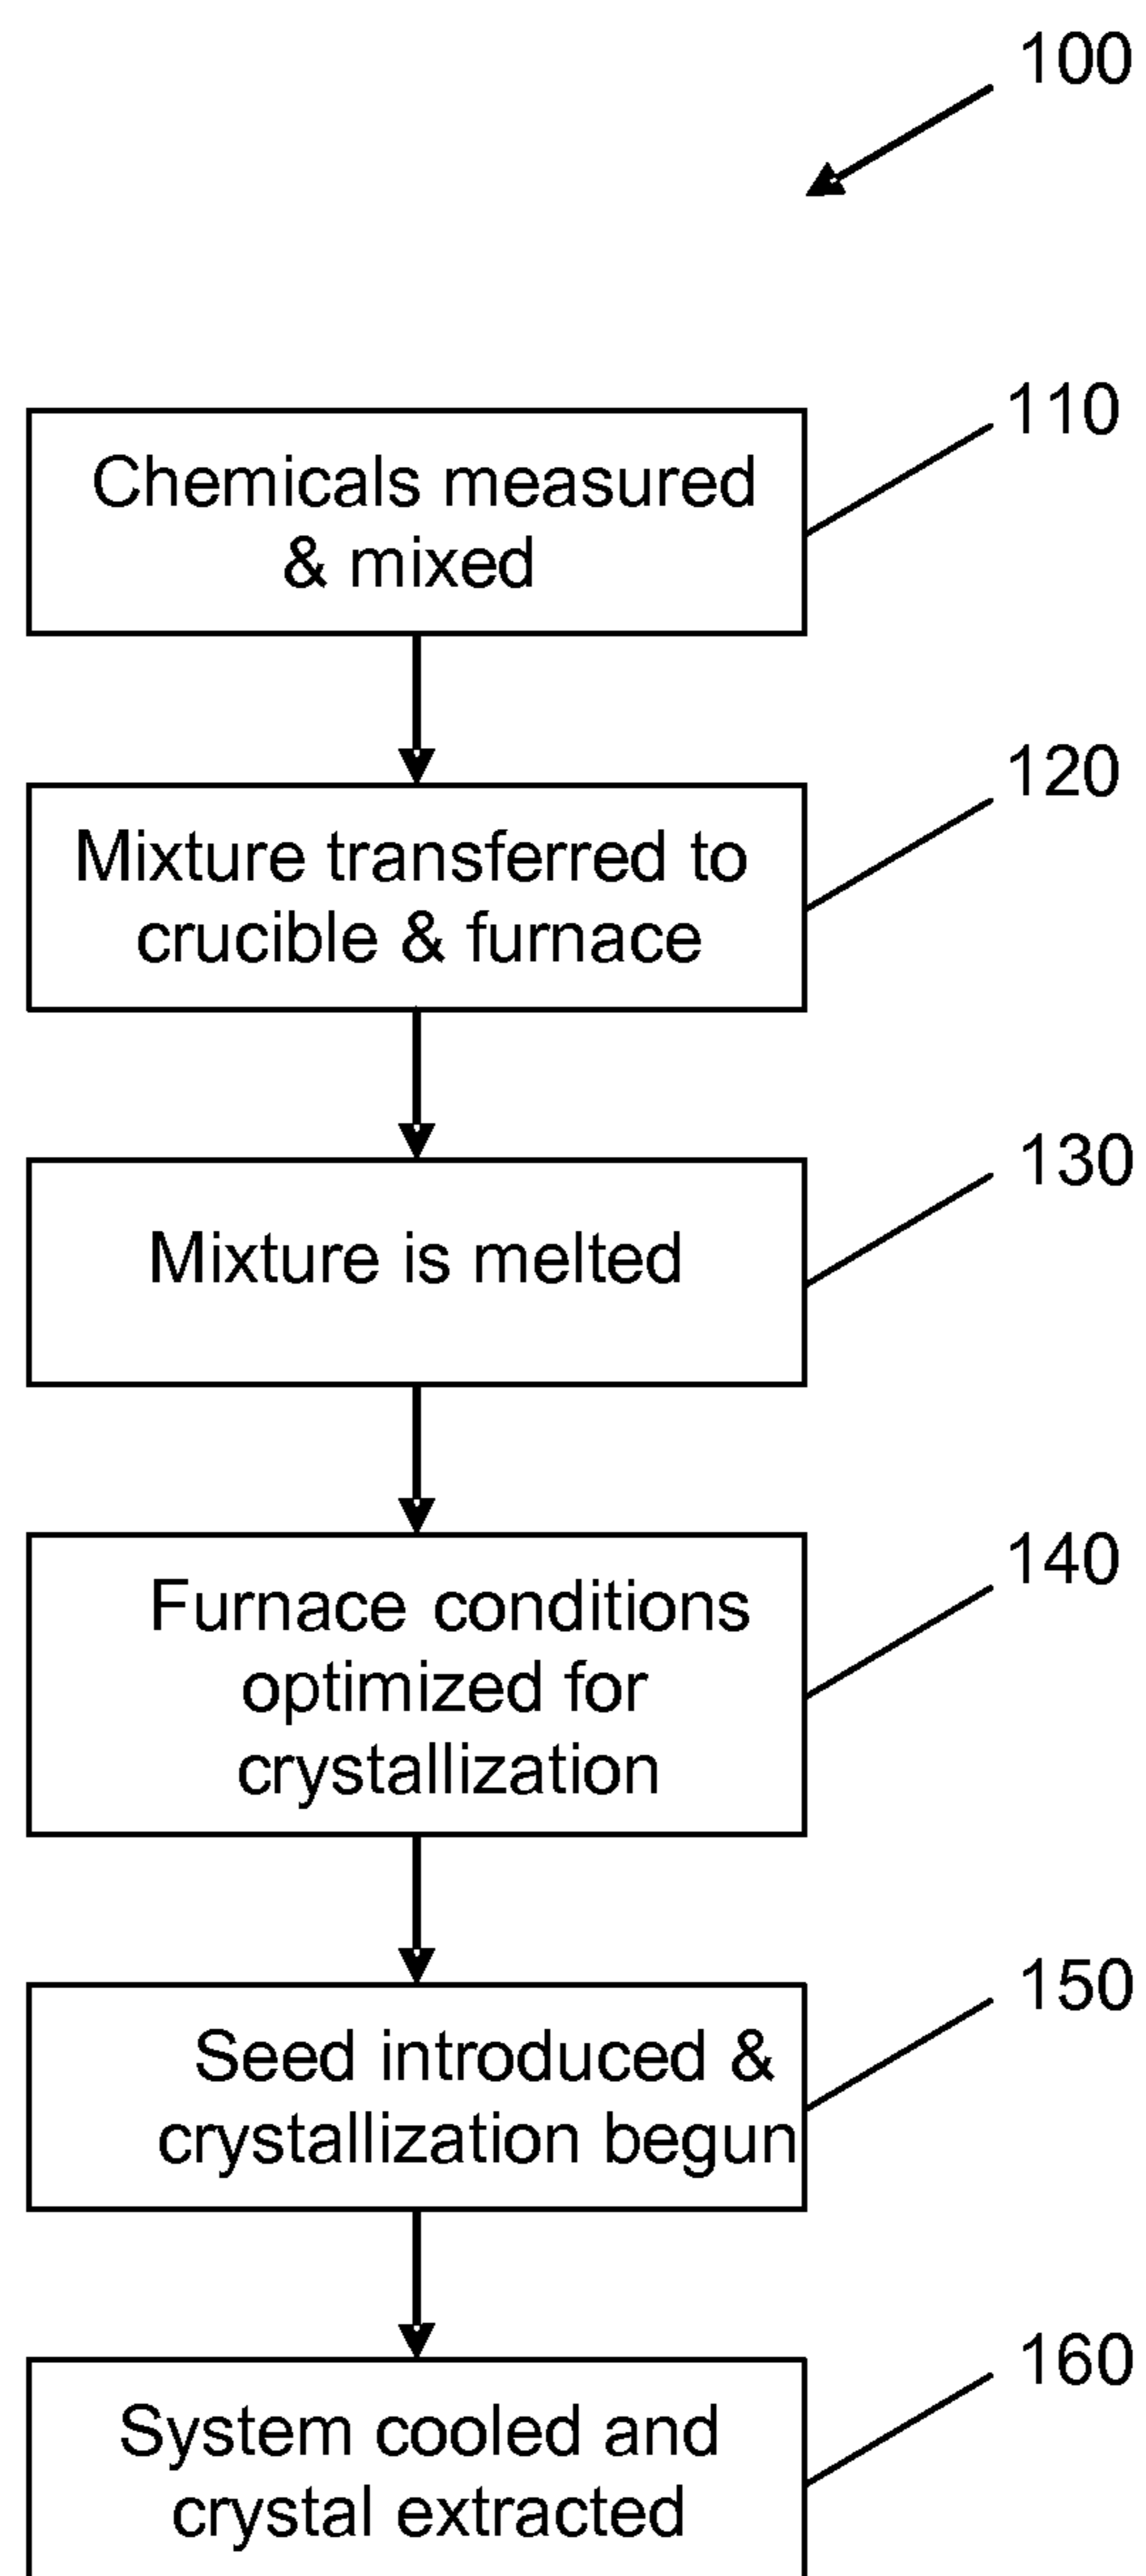 100
110
Chemicals measured
& mixed
120
Mixture transferred to
crucible & furnace
130
Mixture is melted
140
Furnace conditions
optimized for
crystallization
150
Seed introduced &
crystallization begun
160
System cooled and
crystal extracted